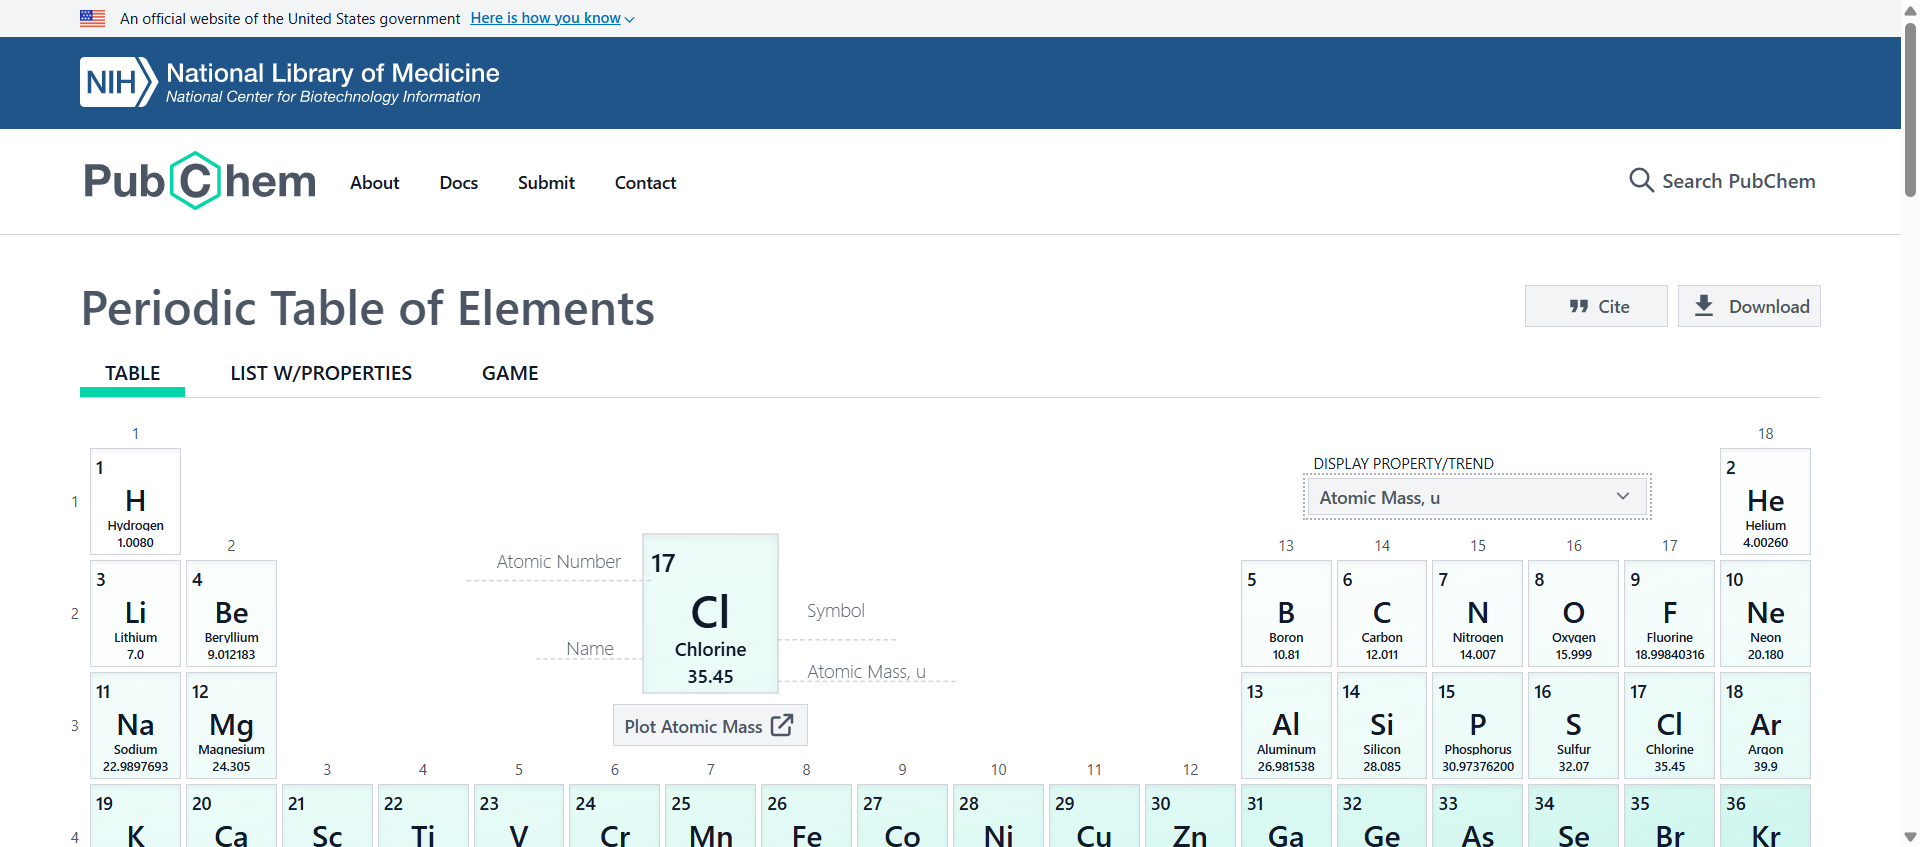 An official website of the United States government Here is how you know
NIH National Library of Medicine
National Center for Biotechnology Information
PubChem About Docs Submit Contact Search PubChem
Periodic Table of Elements Cite Download
TABLE LIST W/PROPERTIES GAME
1 18
DISPLAY PROPERTY/TREND
Atomic Mass, u
1 1 H Hydrogen 1.0080
2 He Helium 4.00260
2 13 14 15 16 17
Atomic Number 17
Cl Symbol
Name Chlorine
35.45 Atomic Mass, u
Plot Atomic Mass
2 3 Li Lithium 7.0
4 Be Beryllium 9.012183
5 B Boron 10.81
6 C Carbon 12.011
7 N Nitrogen 14.007
8 O Oxygen 15.999
9 F Fluorine 18.99840316
10 Ne Neon 20.180
3 11 Na Sodium 22.9897693
12 Mg Magnesium 24.305
13 Al Aluminum 26.981538
14 Si Silicon 28.085
15 P Phosphorus 30.97376200
16 S Sulfur 32.07
17 Cl Chlorine 35.45
18 Ar Argon 39.9
3 4 5 6 7 8 9 10 11 12
4 19 K
20 Ca
21 Sc
22 Ti
23 V
24 Cr
25 Mn
26 Fe
27 Co
28 Ni
29 Cu
30 Zn
31 Ga
32 Ge
33 As
34 Se
35 Br
36 Kr